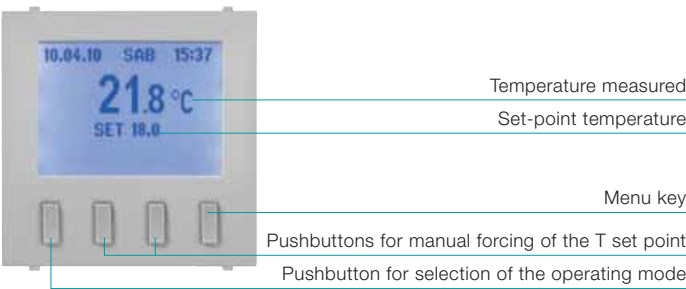 10.04.10 SAB 15:37
21.8 °C
SET 18.0
Temperature measured
Set-point temperature
Menu key
Pushbuttons for manual forcing of the T set point
Pushbutton for selection of the operating mode